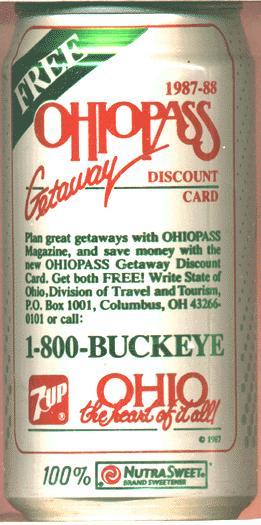 FREE
1987-88
OHIOPASS
Getaway
DISCOUNT
CARD
Plan great getaways with OHIOPASS
Magazine, and save money with the
new OHIOPASS Getaway Discount
Card. Get both FREE! Write State of
Ohio,Division of Travel and Tourism,
P.O. Box 1001, Columbus, OH 43266-
0101 or call:
1-800-BUCKEYE
7UP ®
OHIO
the heart of it all!
© 1987
100% NUTRASWEET®
BRAND SWEETENER